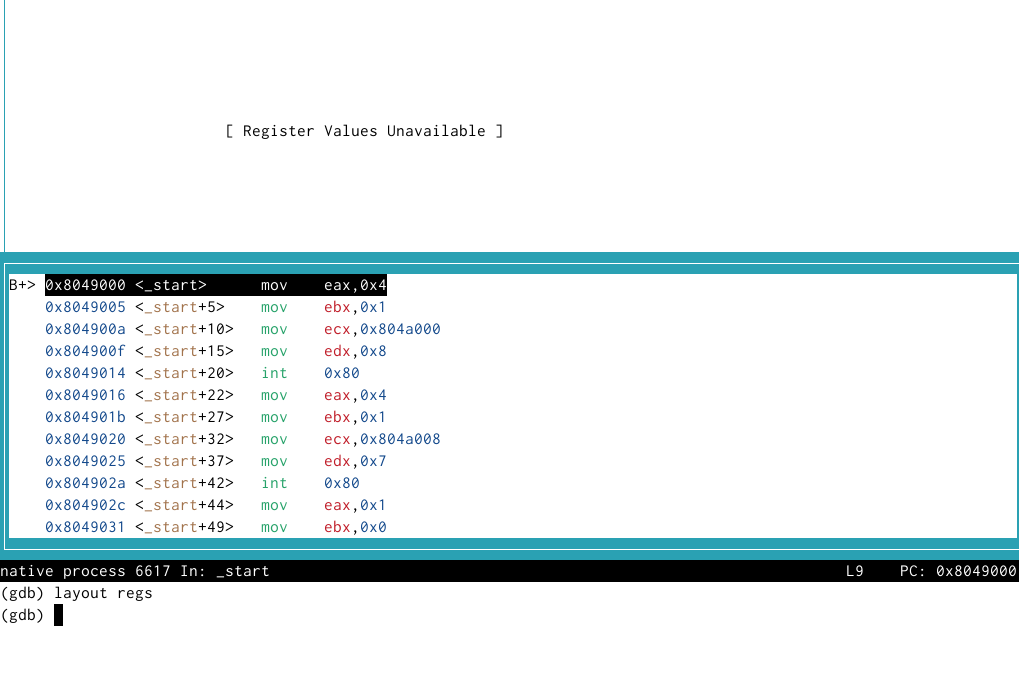 [ Register Values Unavailable ]
B+> 0x8049000 <_start>      mov    eax,0x4
    0x8049005 <_start+5>    mov    ebx,0x1
    0x804900a <_start+10>   mov    ecx,0x804a000
    0x804900f <_start+15>   mov    edx,0x8
    0x8049014 <_start+20>   int    0x80
    0x8049016 <_start+22>   mov    eax,0x4
    0x804901b <_start+27>   mov    ebx,0x1
    0x8049020 <_start+32>   mov    ecx,0x804a008
    0x8049025 <_start+37>   mov    edx,0x7
    0x804902a <_start+42>   int    0x80
    0x804902c <_start+44>   mov    eax,0x1
    0x8049031 <_start+49>   mov    ebx,0x0
native process 6617 In: _start    L9    PC: 0x8049000
(gdb) layout regs
(gdb)